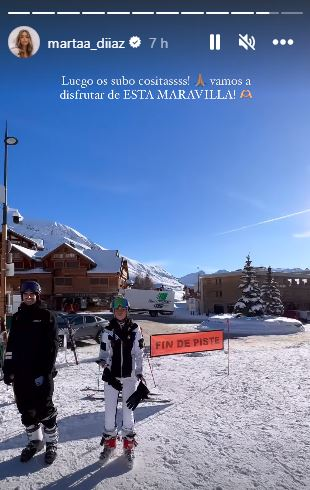 martaa_diiaz 7 h
Luego os subo cositassss! 🙏 vamos a
disfrutar de ESTA MARAVILLA! 🫶
FIN DE PISTE